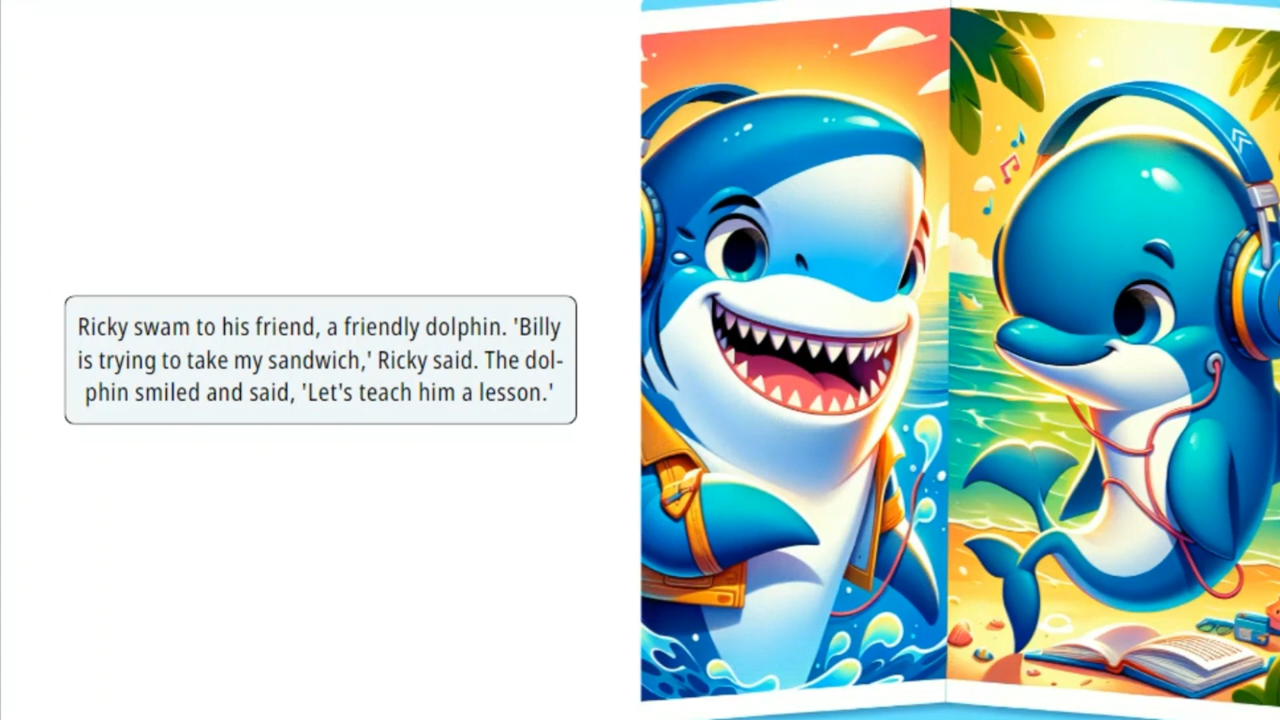 Ricky swam to his friend, a friendly dolphin. 'Billy
is trying to take my sandwich,' Ricky said. The dol-
phin smiled and said, 'Let's teach him a lesson.'